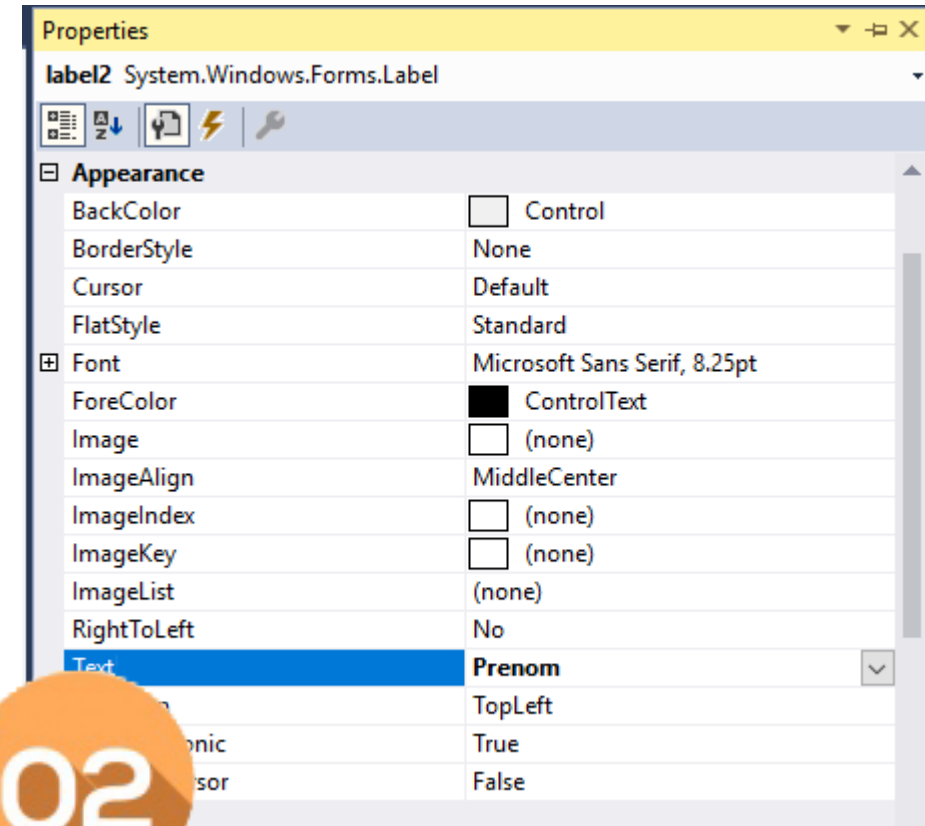 Properties
label2 System.Windows.Forms.Label
Appearance
BackColor Control
BorderStyle None
Cursor Default
FlatStyle Standard
Font Microsoft Sans Serif, 8.25pt
ForeColor ControlText
Image (none)
ImageAlign MiddleCenter
ImageIndex (none)
ImageKey (none)
ImageList (none)
RightToLeft No
Text Prenom
TopLeft
onic True
sor False
02